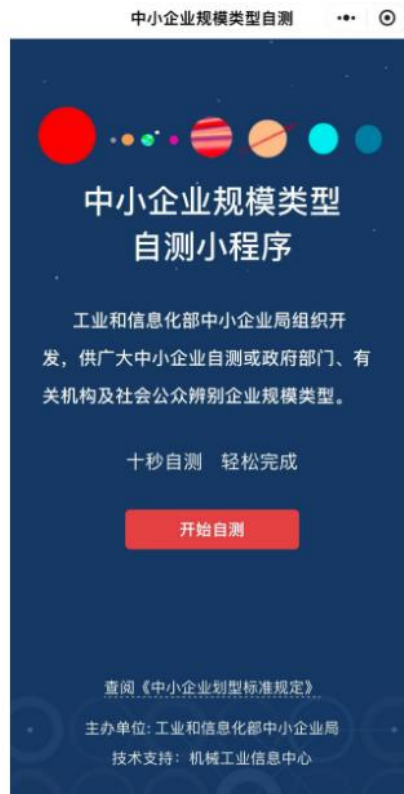 中小企业规模类型自测
中小企业规模类型
自测小程序
工业和信息化部中小企业局组织开
发，供广大中小企业自测或政府部门、有
关机构及社会公众辨别企业规模类型。
十秒自测 轻松完成
开始自测
查阅《中小企业划型标准规定》
主办单位:工业和信息化部中小企业局
技术支持：机械工业信息中心